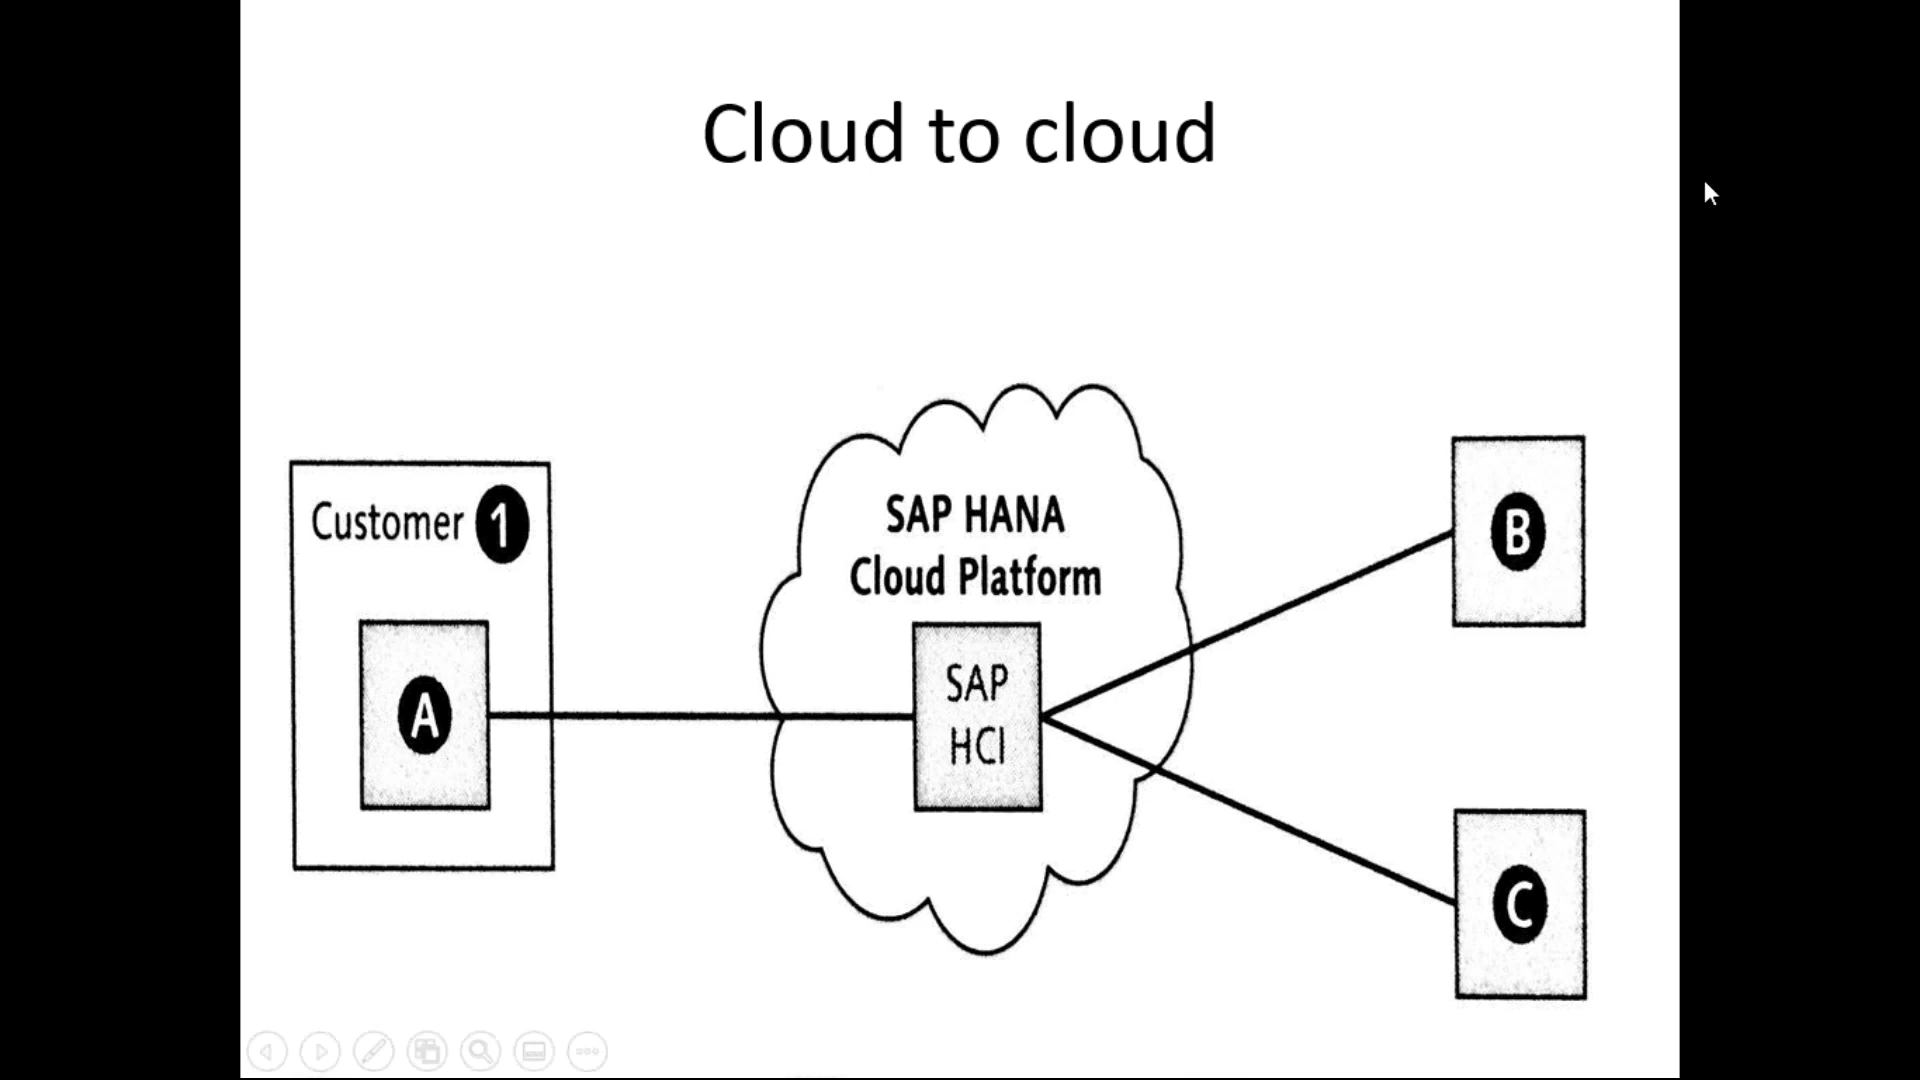 Cloud to cloud
Customer 1
A
SAP HANA
Cloud Platform
SAP
HCI
B
C